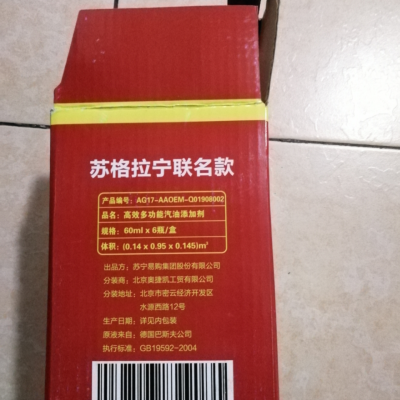 苏格拉宁联名款
产品编号: AQ17-AAOEM-Q01908002
品名: 高效多功能汽油添加剂
规格: 60ml x 6瓶/盒
体积: (0.14 x 0.95 x 0.145)m²
出品方: 苏宁易购集团股份有限公司
分装商: 北京奥捷凯工贸有限公司
分装地址: 北京市密云经济开发区
水源西路12号
生产日期: 详见内包装
原液来自: 德国巴斯夫公司
执行标准: GB19592-2004